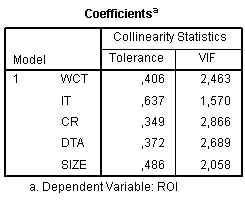 Coefficientsa
Collinearity Statistics
Model Tolerance VIF
1 WCT ,406 2,463
IT ,637 1,570
CR ,349 2,866
DTA ,372 2,689
SIZE ,486 2,058
a. Dependent Variable: ROI